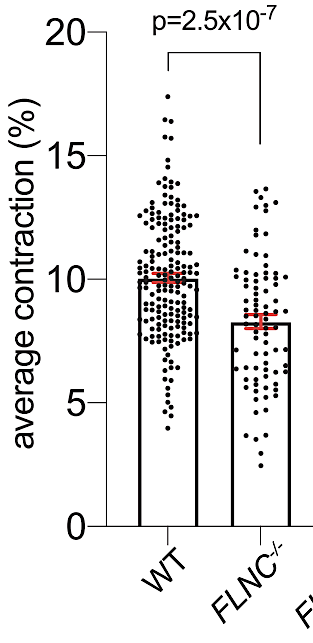 p=2.5x10⁻⁷
average contraction (%)
20
15
10
5
0
WT
FLNC⁻/⁻